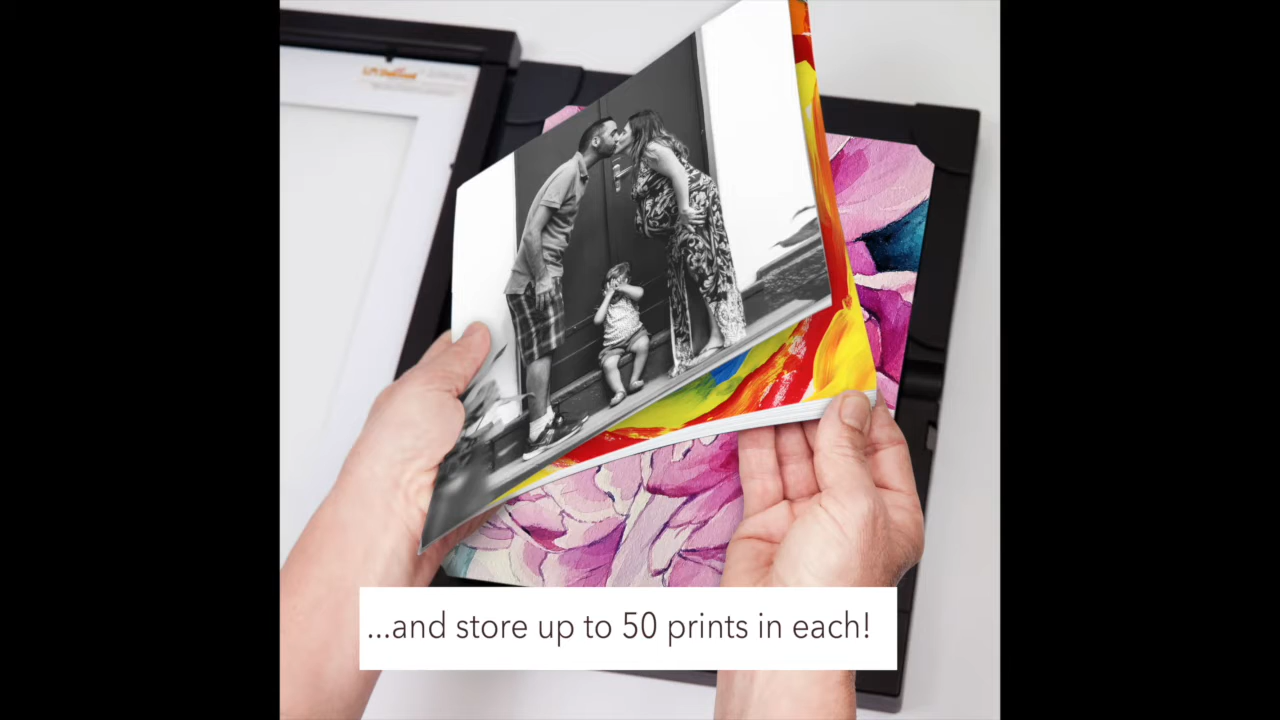 ...and store up to 50 prints in each!